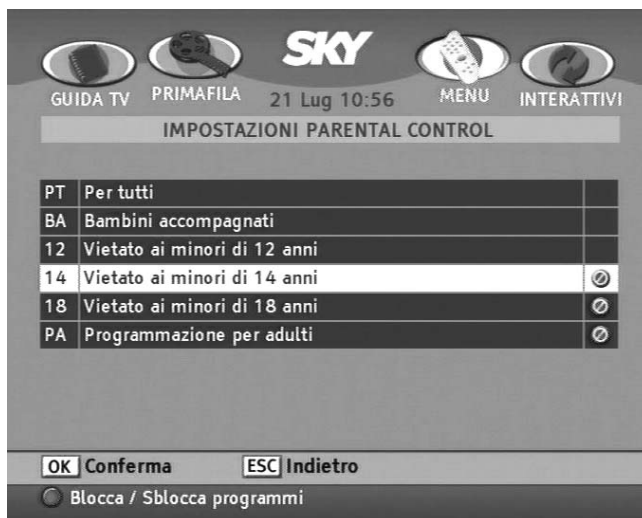 SKY
GUIDA TV PRIMAFILA 21 Lug 10:56 MENU INTERATTIVI
IMPOSTAZIONI PARENTAL CONTROL
PT Per tutti
BA Bambini accompagnati
12 Vietato ai minori di 12 anni
14 Vietato ai minori di 14 anni
18 Vietato ai minori di 18 anni
PA Programmazione per adulti
OK Conferma ESC Indietro
Blocca / Sblocca programmi